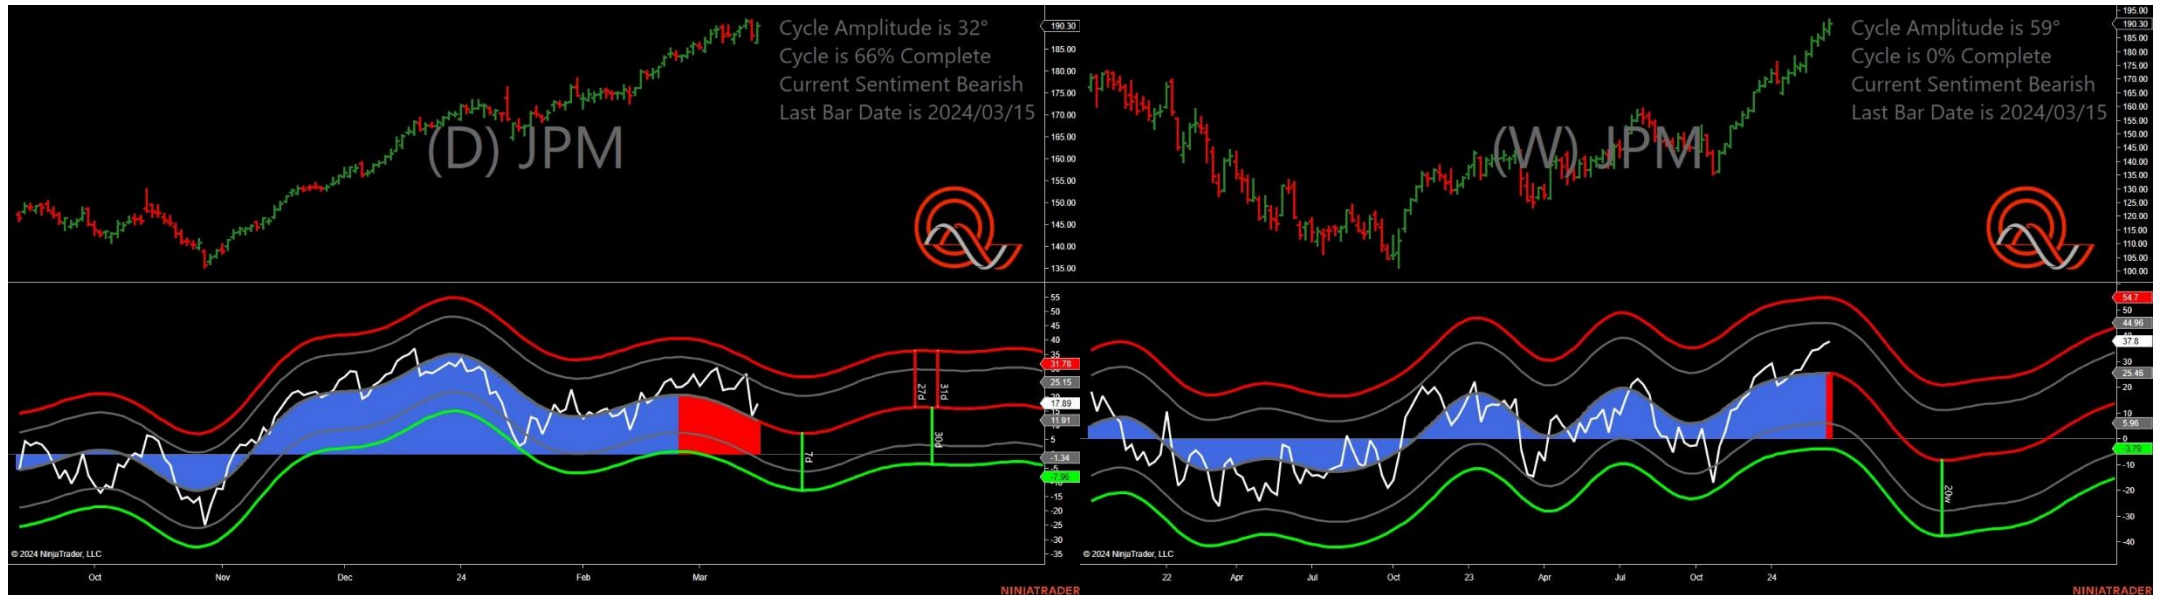 Cycle Amplitude is 32°
Cycle is 66% Complete
Current Sentiment Bearish
Last Bar Date is 2024/03/15
(D) JPM
190.30
185.00
180.00
175.00
170.00
165.00
160.00
155.00
150.00
145.00
140.00
135.00
55
50
45
40
35
31.78
25.15
17.89
11.91
5
-1.34
-5
-7.96
-15
-20
-25
-30
-35
27d
31d
30d
7d
© 2024 NinjaTrader, LLC
Oct
Nov
Dec
24
Feb
Mar
NINJATRADER
Cycle Amplitude is 59°
Cycle is 0% Complete
Current Sentiment Bearish
Last Bar Date is 2024/03/15
(W) JPM
195.00
190.30
185.00
180.00
175.00
170.00
165.00
160.00
155.00
150.00
145.00
140.00
135.00
130.00
125.00
120.00
115.00
110.00
105.00
100.00
54.7
50
44.96
37.8
30
25.46
20
10
5.96
0
-3.79
-10
-20
-30
-40
20w
© 2024 NinjaTrader, LLC
22
Apr
Jul
Oct
23
Apr
Jul
Oct
24
NINJATRADER